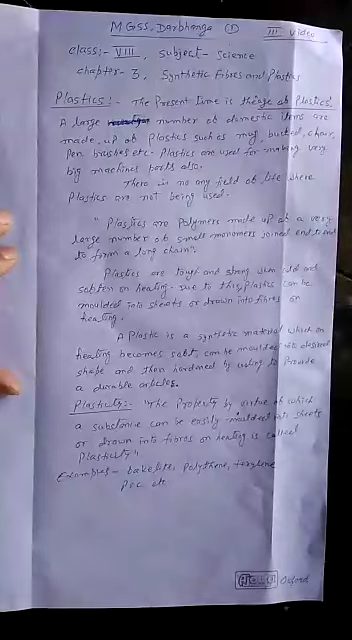 MGSS, Darbhanga ① III Video
Class:- VIII, Subject- Science
Chapter- 3, Synthetic Fibres and Plastics
Plastics:- The Present time is the age of Plastics.
A large number of domestic items are
made up of Plastics such as mug, bucket, chair,
Pen brushes etc. Plastics are used for making very
big machines parts also.
There is no any field of life where
Plastics are not being used.
" Plastics are Polymers made up of a very
large number of small monomers joined end to end
to form a long chain".
Plastics are tough and strong when cold and
soften on heating. Due to this, Plastics can be
moulded into sheets or drawn into fibres on
heating.
A Plastic is a synthetic material which on
heating becomes soft, can be moulded into desired
shape and then hardened by cooling to Provide
a durable articles.
Plasticity:- "The Property by virtue of which
a substance can be easily moulded into sheets
or drawn into fibres on heating is called
Plasticity"
Examples- bakelite, Polythene, terylene
PVC etc
Oxford